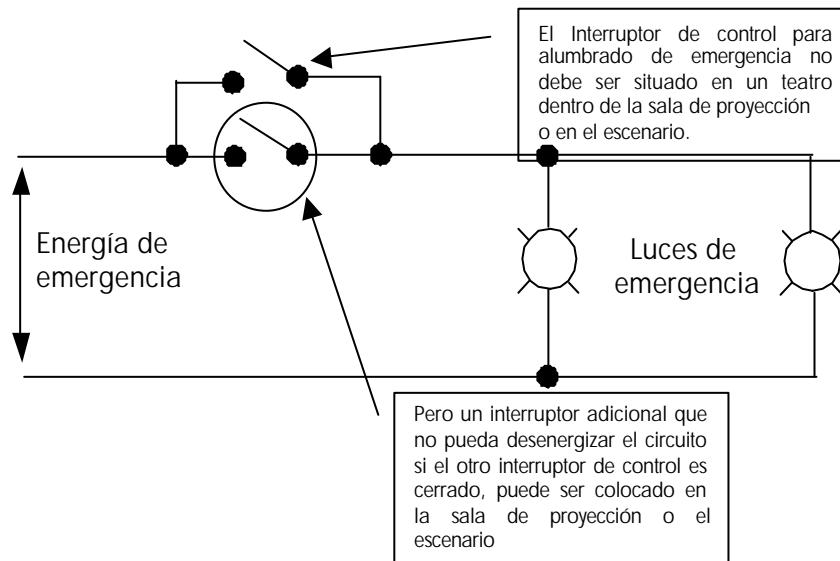 El Interruptor de control para
alumbrado de emergencia no
debe ser situado en un teatro
dentro de la sala de proyección
o en el escenario.
Energía de
emergencia
Luces de
emergencia
Pero un interruptor adicional que
no pueda desenergizar el circuito
si el otro interruptor de control es
cerrado, puede ser colocado en
la sala de proyección o el
escenario